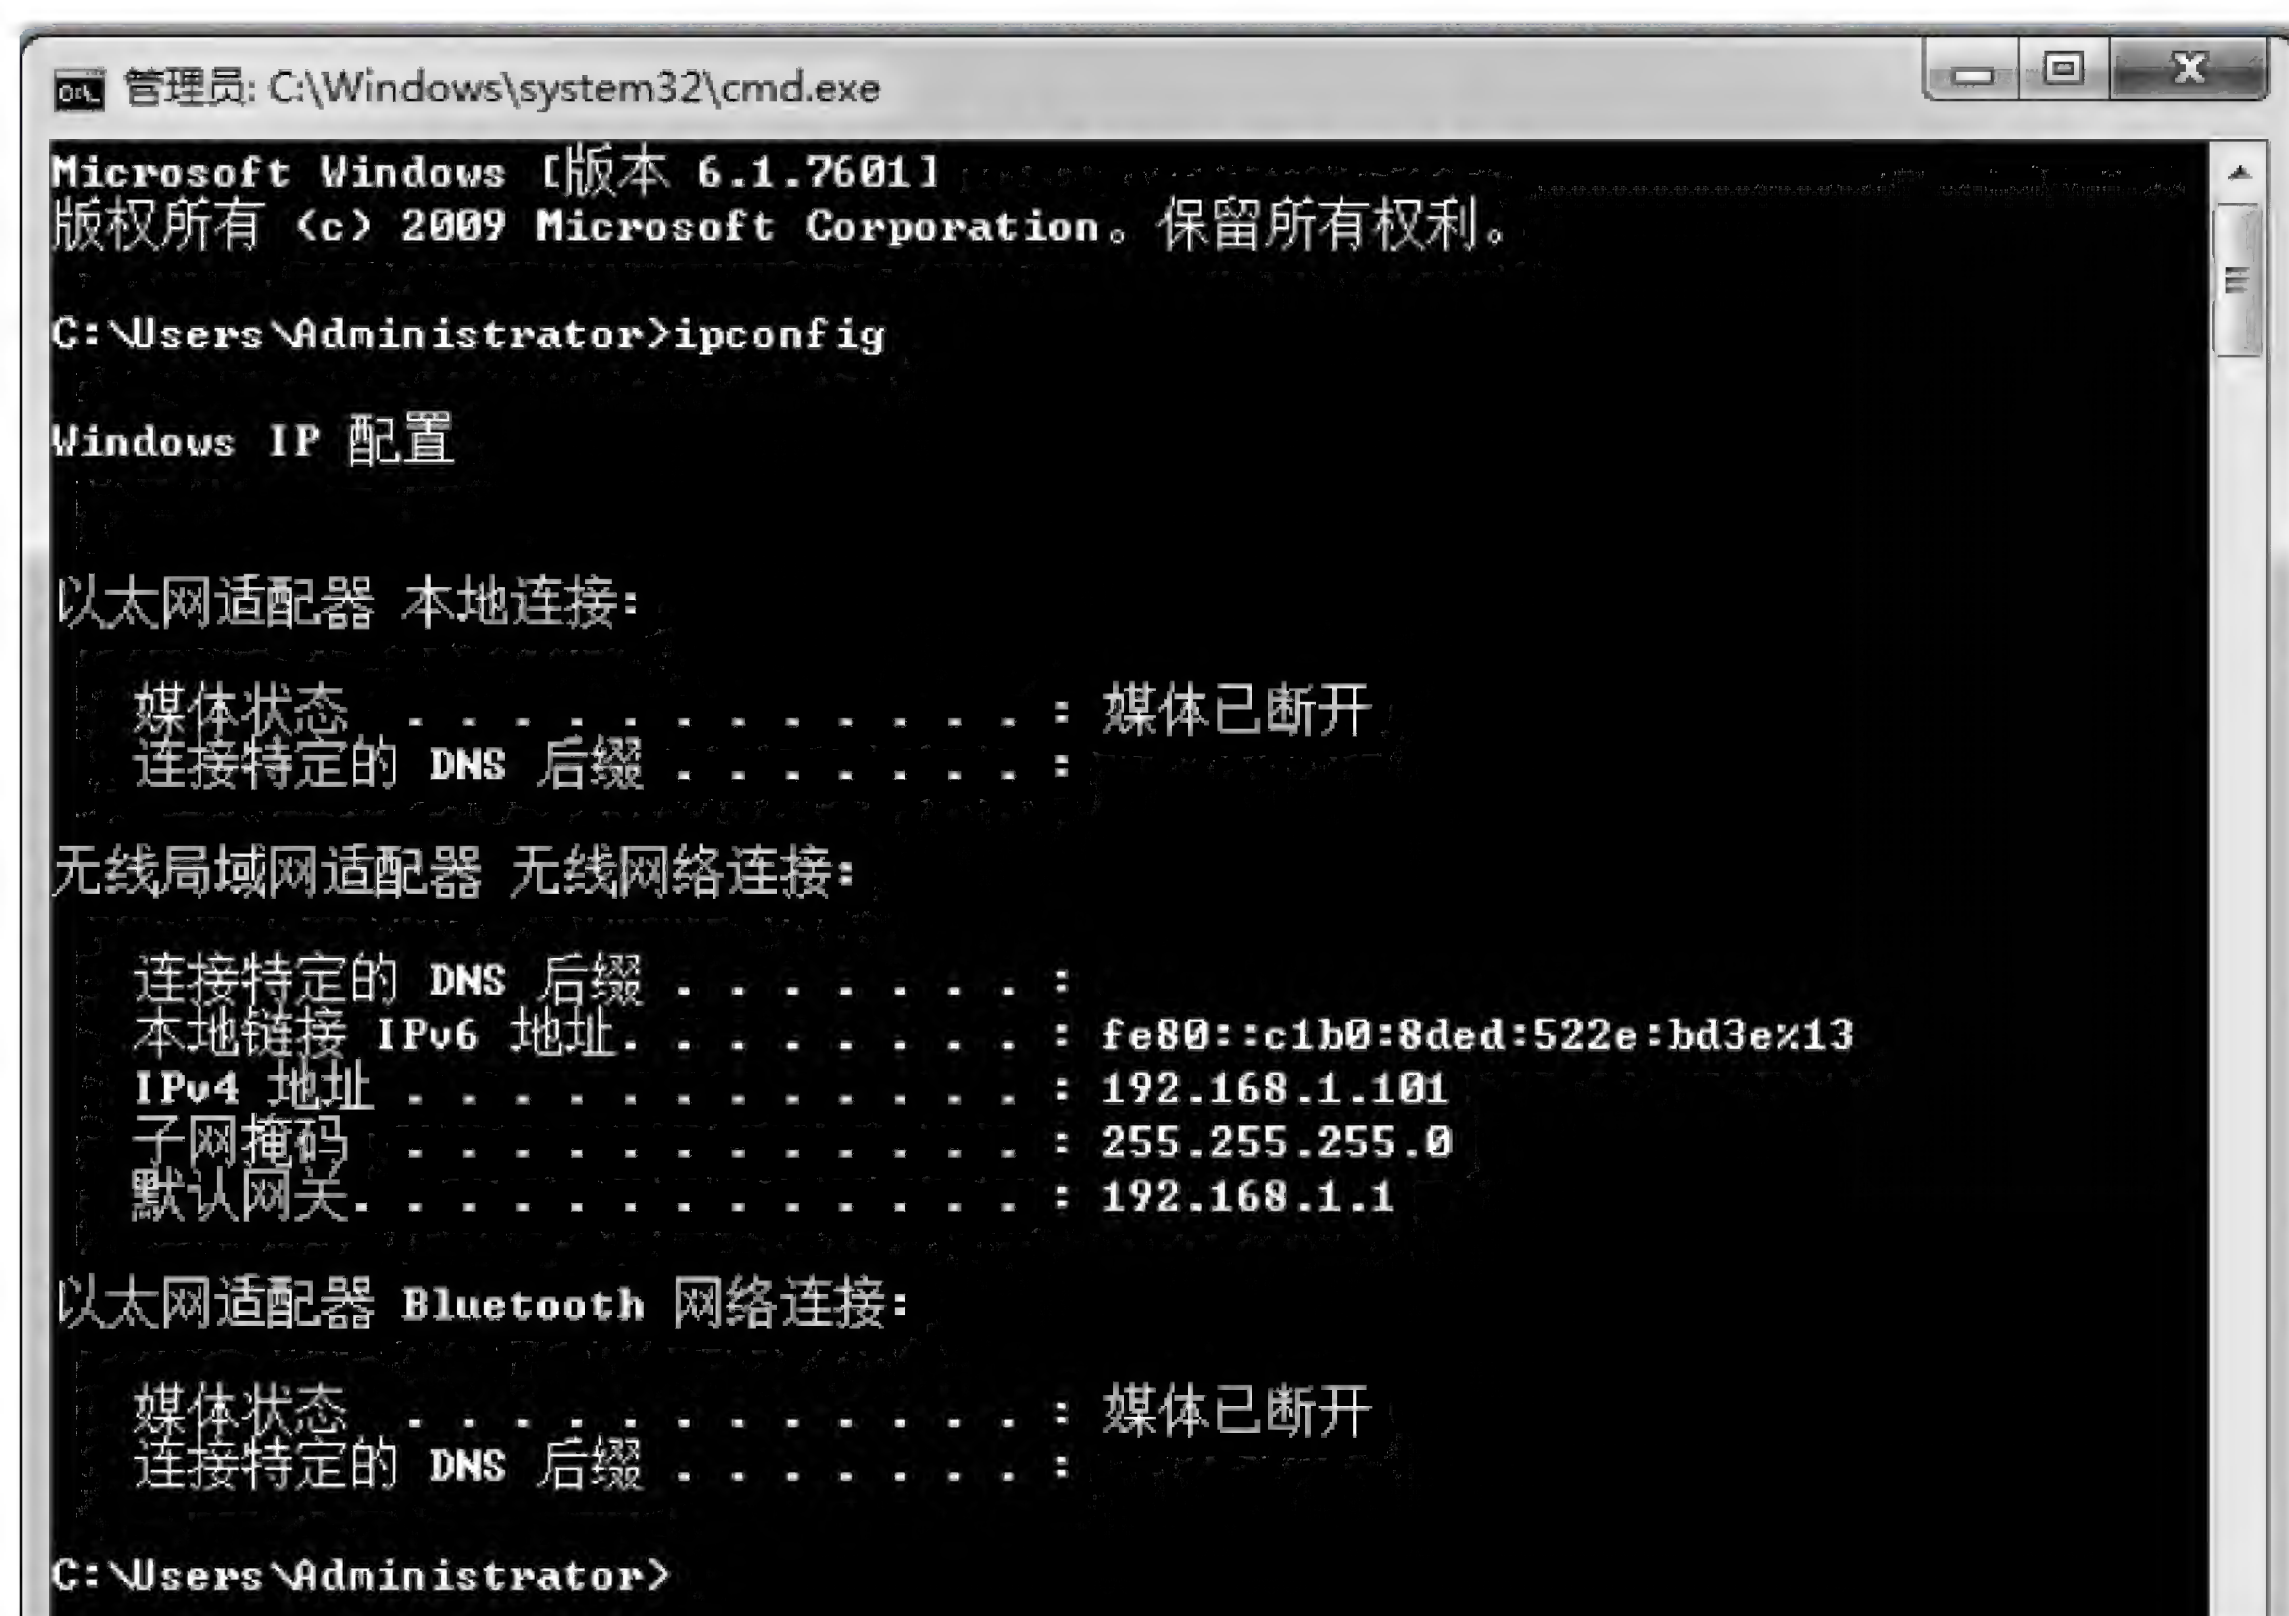 管理员: C:\Windows\system32\cmd.exe
Microsoft Windows [版本 6.1.7601]
版权所有 (c) 2009 Microsoft Corporation。保留所有权利。
C:\Users\Administrator>ipconfig
Windows IP 配置
以太网适配器 本地连接:
媒体状态 . . . . . . . . . . . . : 媒体已断开
连接特定的 DNS 后缀 . . . . . . . :
无线局域网适配器 无线网络连接:
连接特定的 DNS 后缀 . . . . . . . :
本地链接 IPv6 地址. . . . . . . . : fe80::c1b0:8ded:522e:bd3e%13
IPv4 地址 . . . . . . . . . . . . : 192.168.1.101
子网掩码 . . . . . . . . . . . . : 255.255.255.0
默认网关. . . . . . . . . . . . . : 192.168.1.1
以太网适配器 Bluetooth 网络连接:
媒体状态 . . . . . . . . . . . . : 媒体已断开
连接特定的 DNS 后缀 . . . . . . . :
C:\Users\Administrator>